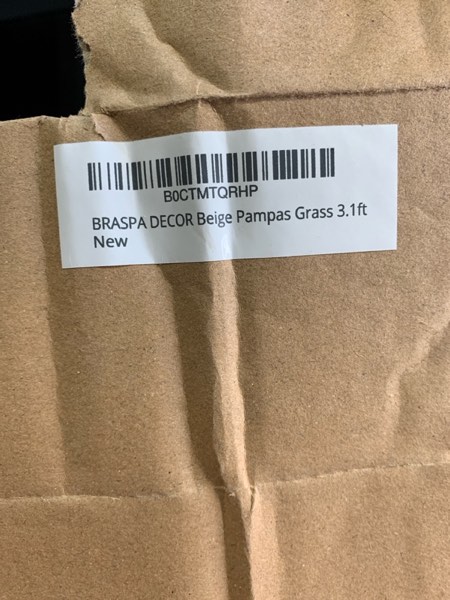 B0CTMTQRHP
BRASPA DECOR Beige Pampas Grass 3.1ft
New